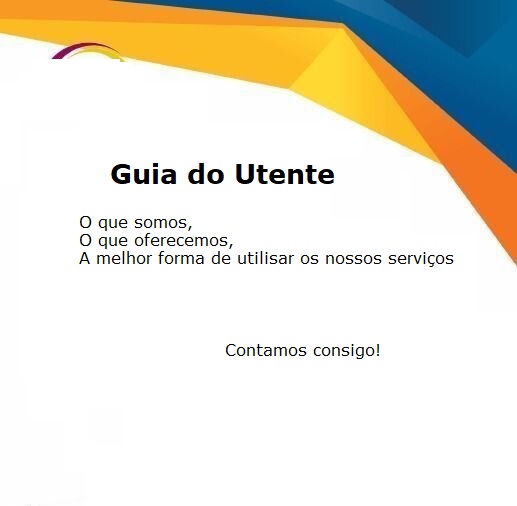 Guia do Utente
O que somos,
O que oferecemos,
A melhor forma de utilisar os nossos serviços
Contamos consigo!